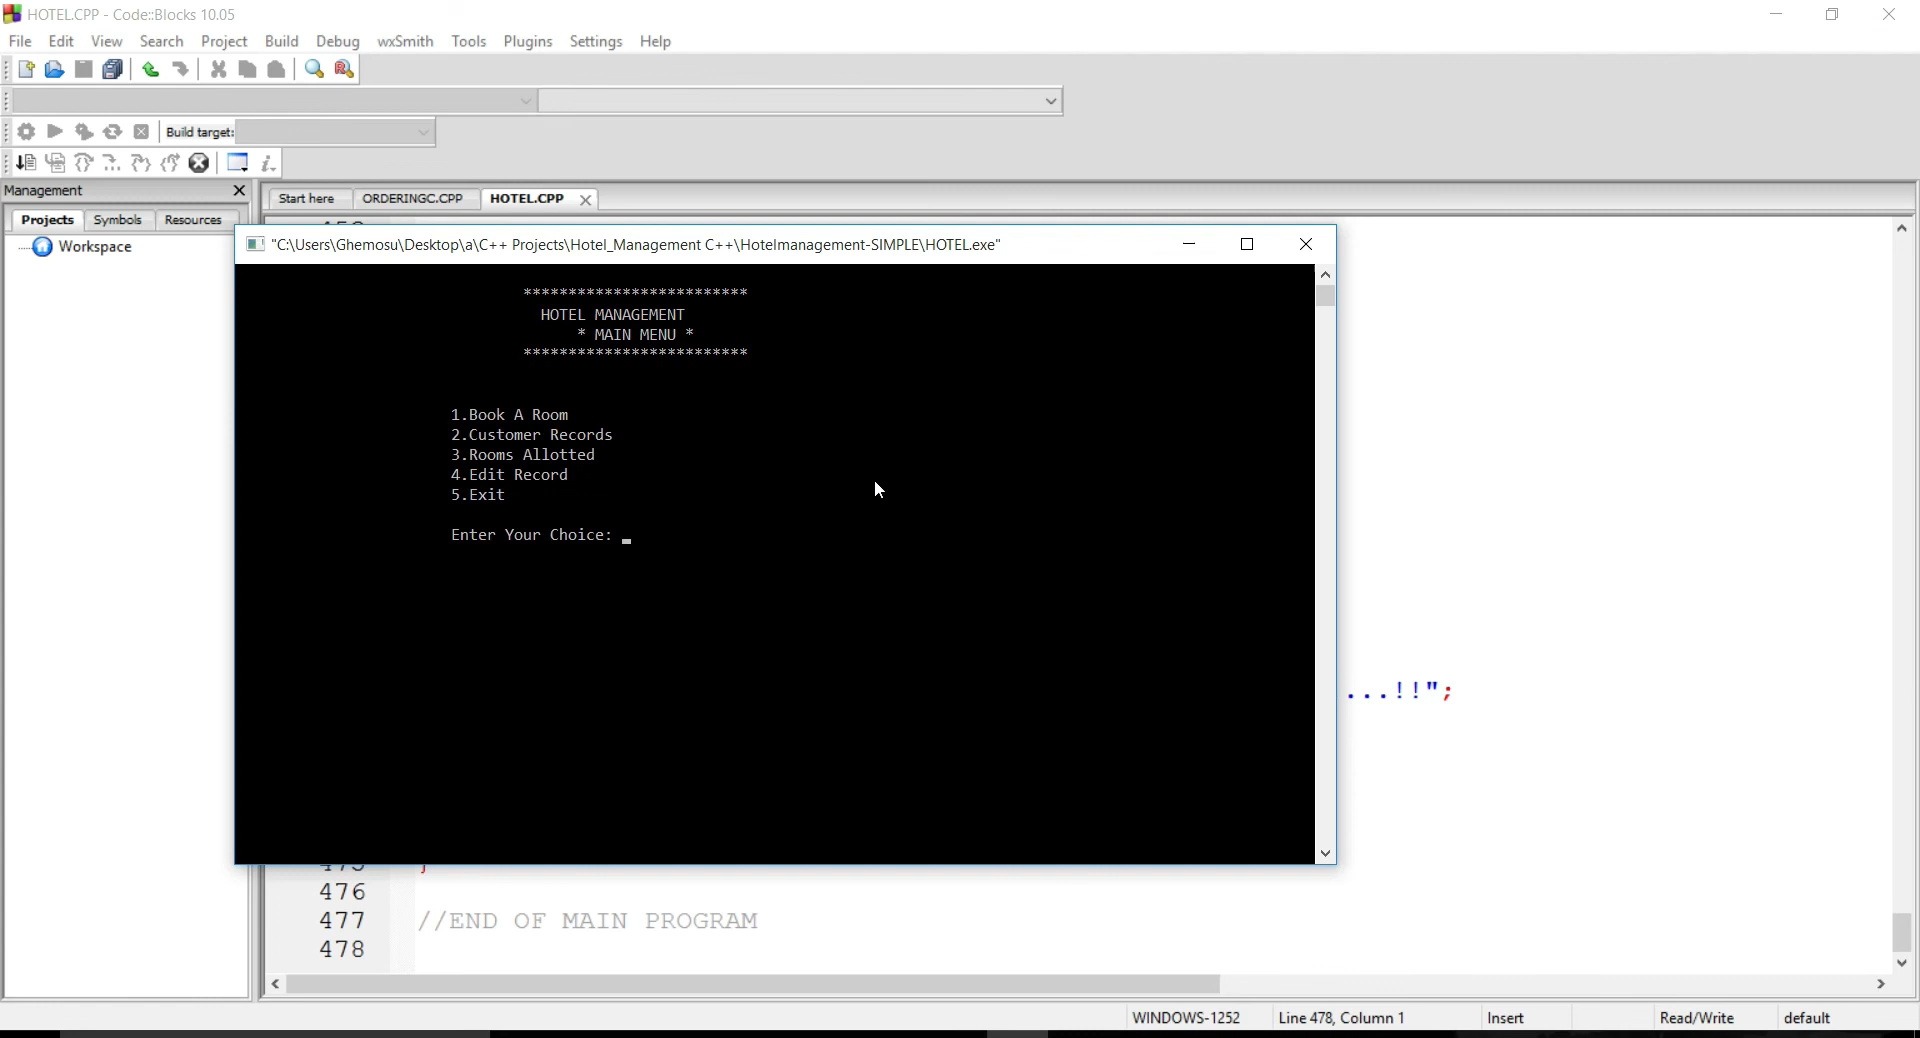 HOTEL.CPP - Code::Blocks 10.05
File Edit View Search Project Build Debug wxSmith Tools Plugins Settings Help
Build target:
Management
Start here ORDERINGC.CPP HOTEL.CPP
Projects Symbols Resources
Workspace
"C:\Users\Ghemosu\Desktop\a\C++ Projects\Hotel_Management C++\Hotelmanagement-SIMPLE\HOTEL.exe"
*************************
HOTEL MANAGEMENT
* MAIN MENU *
*************************
1.Book A Room
2.Customer Records
3.Rooms Allotted
4.Edit Record
5.Exit
Enter Your Choice: _
...!!";
476
477 //END OF MAIN PROGRAM
478
WINDOWS-1252 Line 478, Column 1 Insert Read/Write default